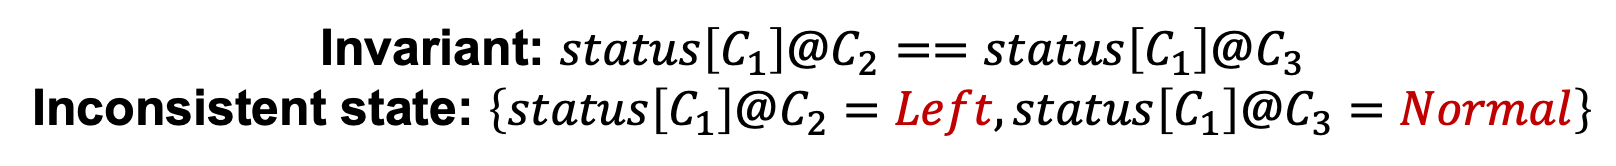 Invariant: status[C₁]@C₂ == status[C₁]@C₃
Inconsistent state: {status[C₁]@C₂ = Left, status[C₁]@C₃ = Normal}